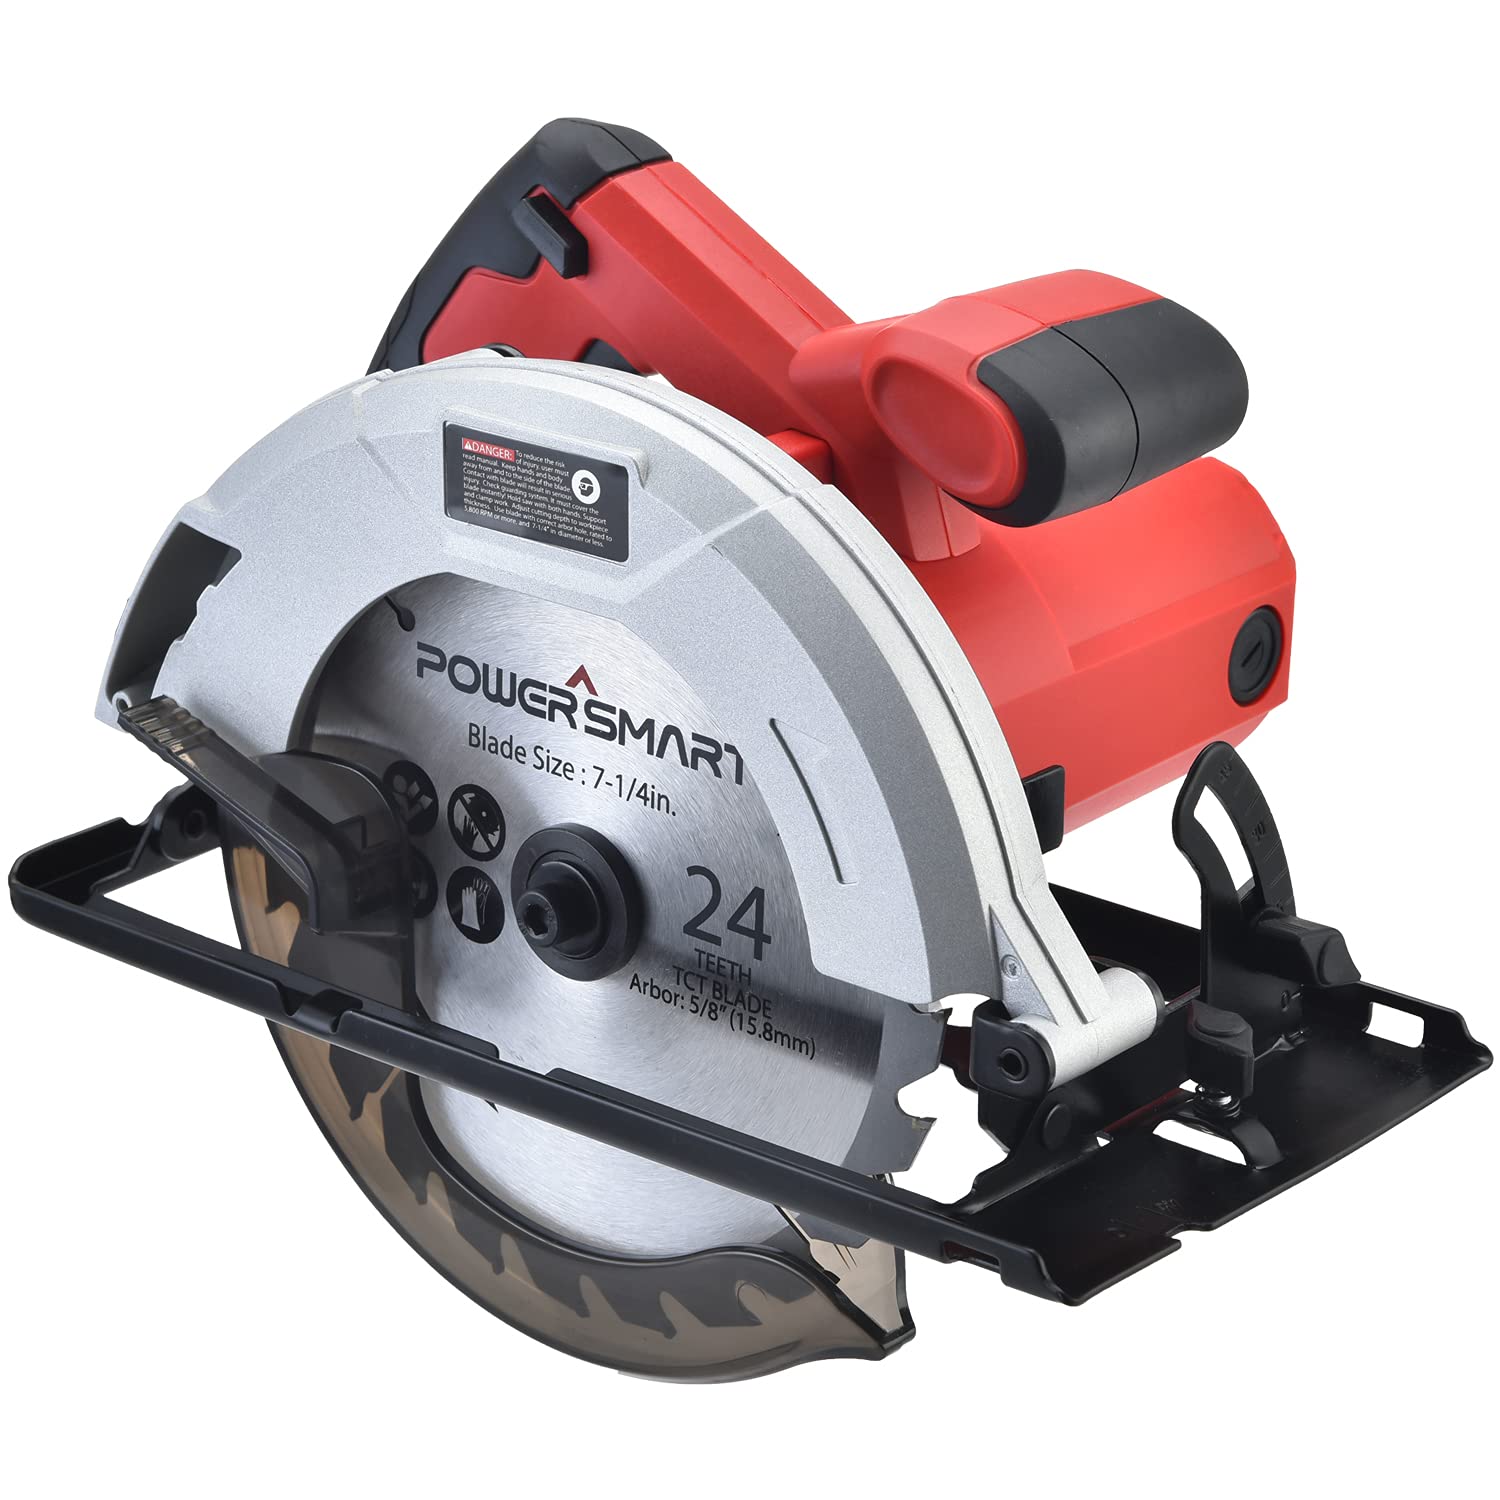 DANGER: To reduce the risk
of injury, user must
read manual. Keep hands and body
away from and to the side of the blade.
Contact with blade will result in serious
injury. Check guarding system. It must cover the
blade instantly! Hold saw with both hands. Support
and clamp work. Adjust cutting depth to workpiece
thickness. Use blade with correct arbor hole, rated to
5,800 RPM or more, and 7-1/4" in diameter or less.
POWERSMART
Blade Size : 7-1/4in.
24
TEETH
TCT BLADE
Arbor: 5/8" (15.8mm)